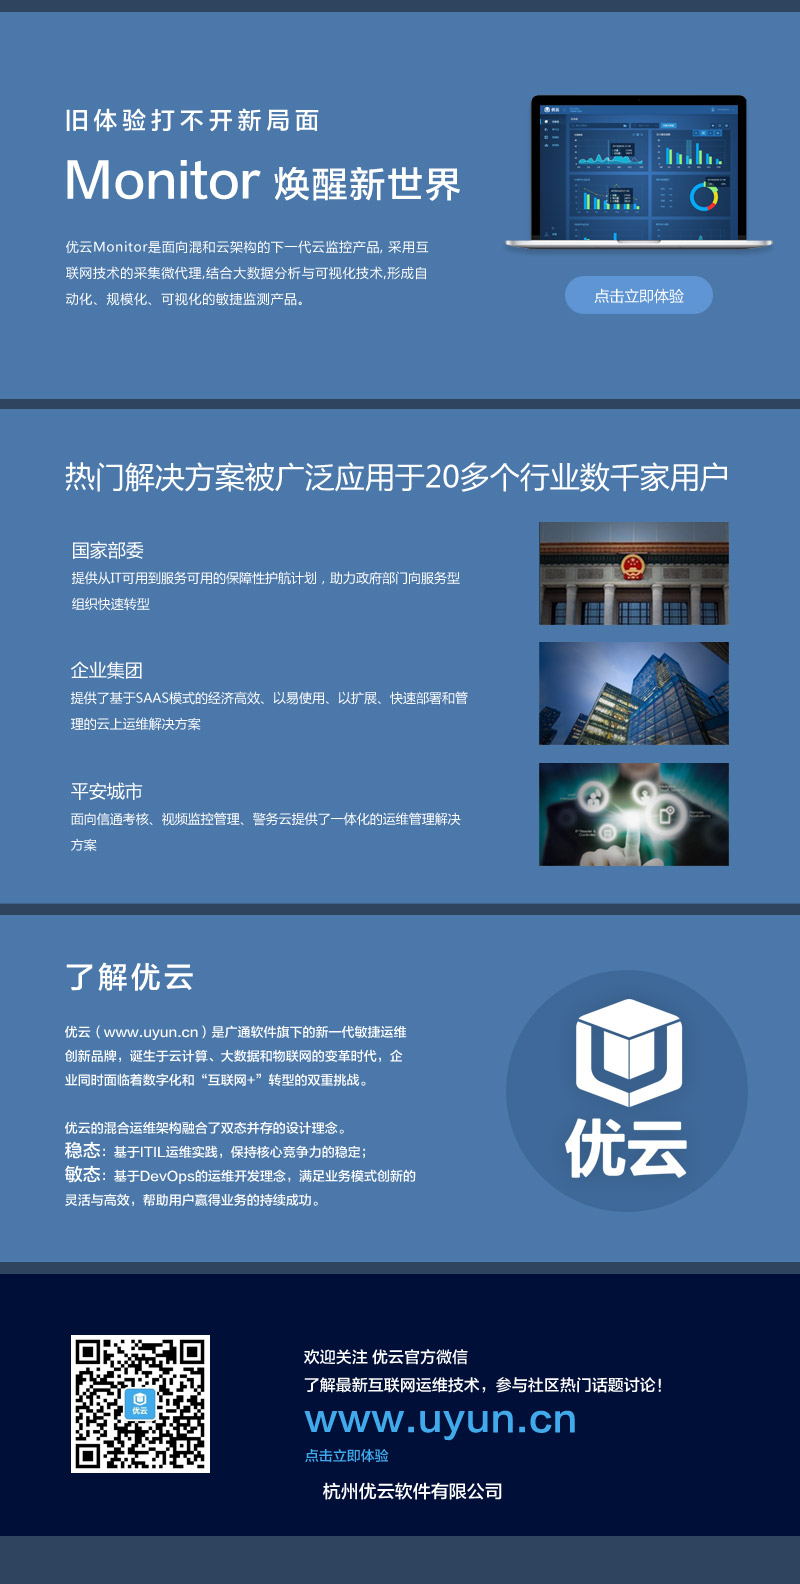 旧体验打不开新局面
Monitor 焕醒新世界
优云Monitor是面向混和云架构的下一代云监控产品, 采用互
联网技术的采集微代理,结合大数据分析与可视化技术,形成自
动化、规模化、可视化的敏捷监测产品。
点击立即体验
热门解决方案被广泛应用于20多个行业数千家用户
国家部委
提供从IT可用到服务可用的保障性护航计划，助力政府部门向服务型
组织快速转型
企业集团
提供了基于SAAS模式的经济高效、以易使用、以扩展、快速部署和管
理的云上运维解决方案
平安城市
面向信通考核、视频监控管理、警务云提供了一体化的运维管理解决
方案
了解优云
优云（www.uyun.cn）是广通软件旗下的新一代敏捷运维
创新品牌，诞生于云计算、大数据和物联网的变革时代，企
业同时面临着数字化和“互联网+”转型的双重挑战。
优云的混合运维架构融合了双态并存的设计理念。
稳态：基于ITIL运维实践，保持核心竞争力的稳定；
敏态：基于DevOps的运维开发理念，满足业务模式创新的
灵活与高效，帮助用户赢得业务的持续成功。
优云
优云
欢迎关注 优云官方微信
了解最新互联网运维技术，参与社区热门话题讨论！
www.uyun.cn
点击立即体验
杭州优云软件有限公司